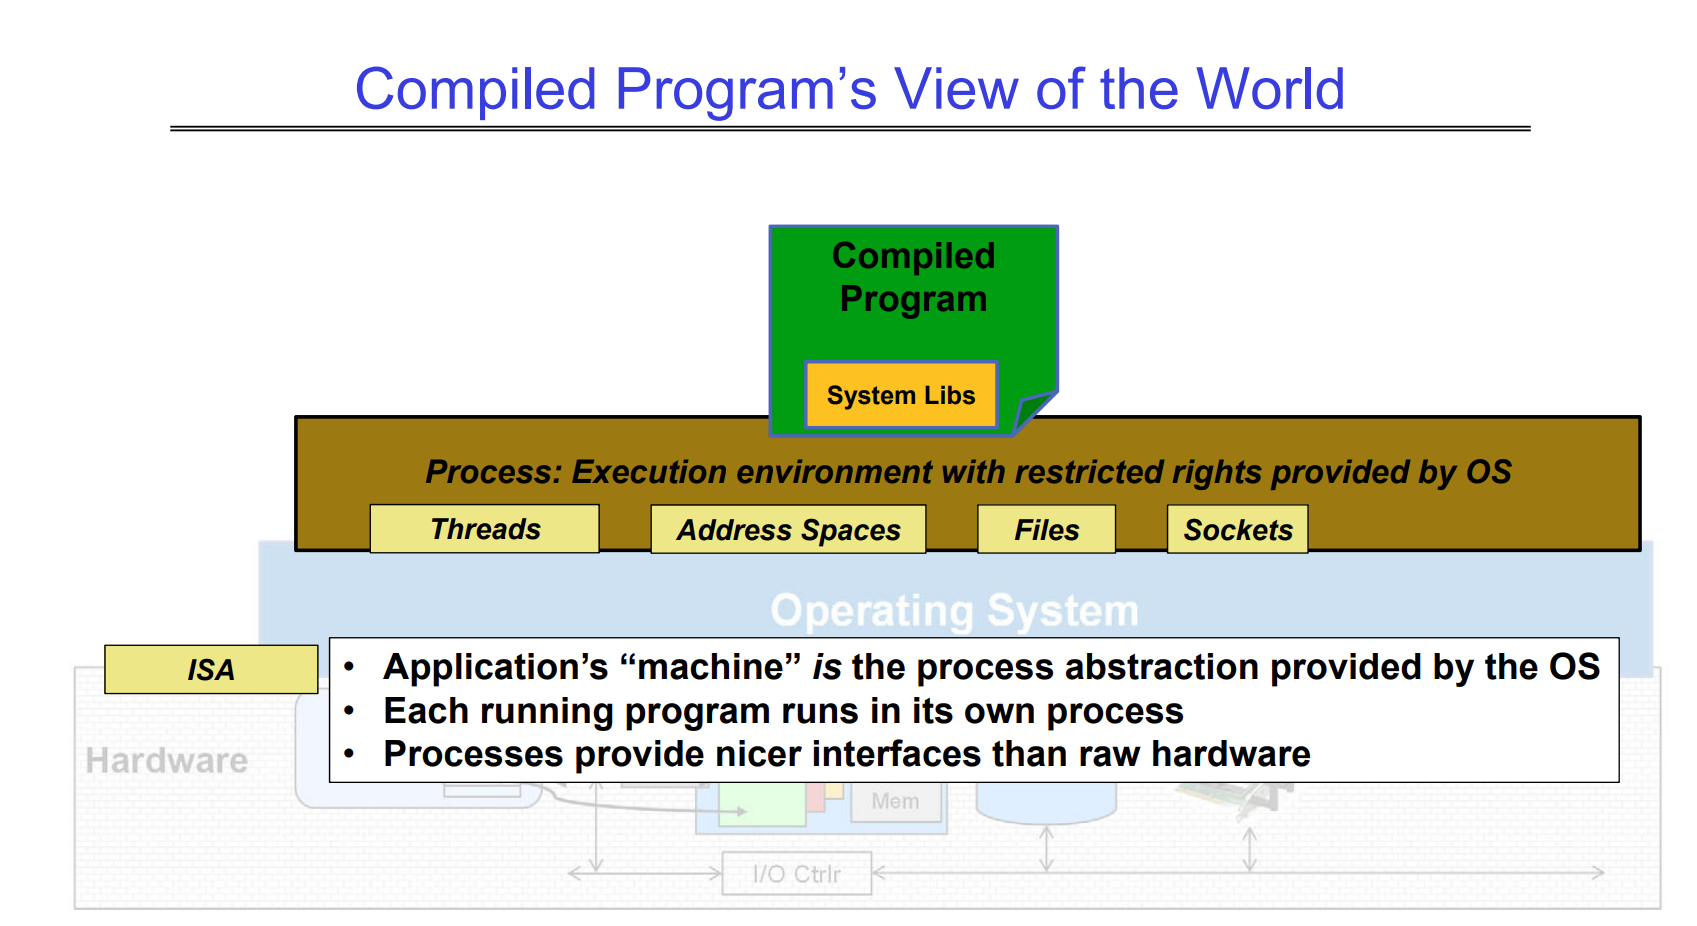 Compiled Program’s View of the World
Compiled
Program
System Libs
Process: Execution environment with restricted rights provided by OS
Threads
Address Spaces
Files
Sockets
Operating System
ISA
• Application’s “machine” is the process abstraction provided by the OS
• Each running program runs in its own process
• Processes provide nicer interfaces than raw hardware
Hardware
Mem
I/O Ctrlr